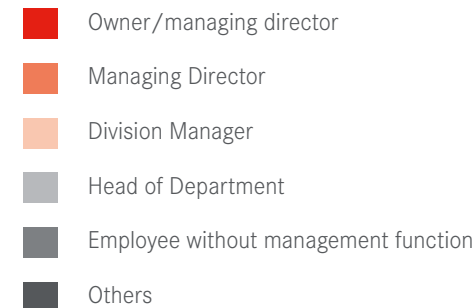 Owner/managing director
Managing Director
Division Manager
Head of Department
Employee without management function
Others